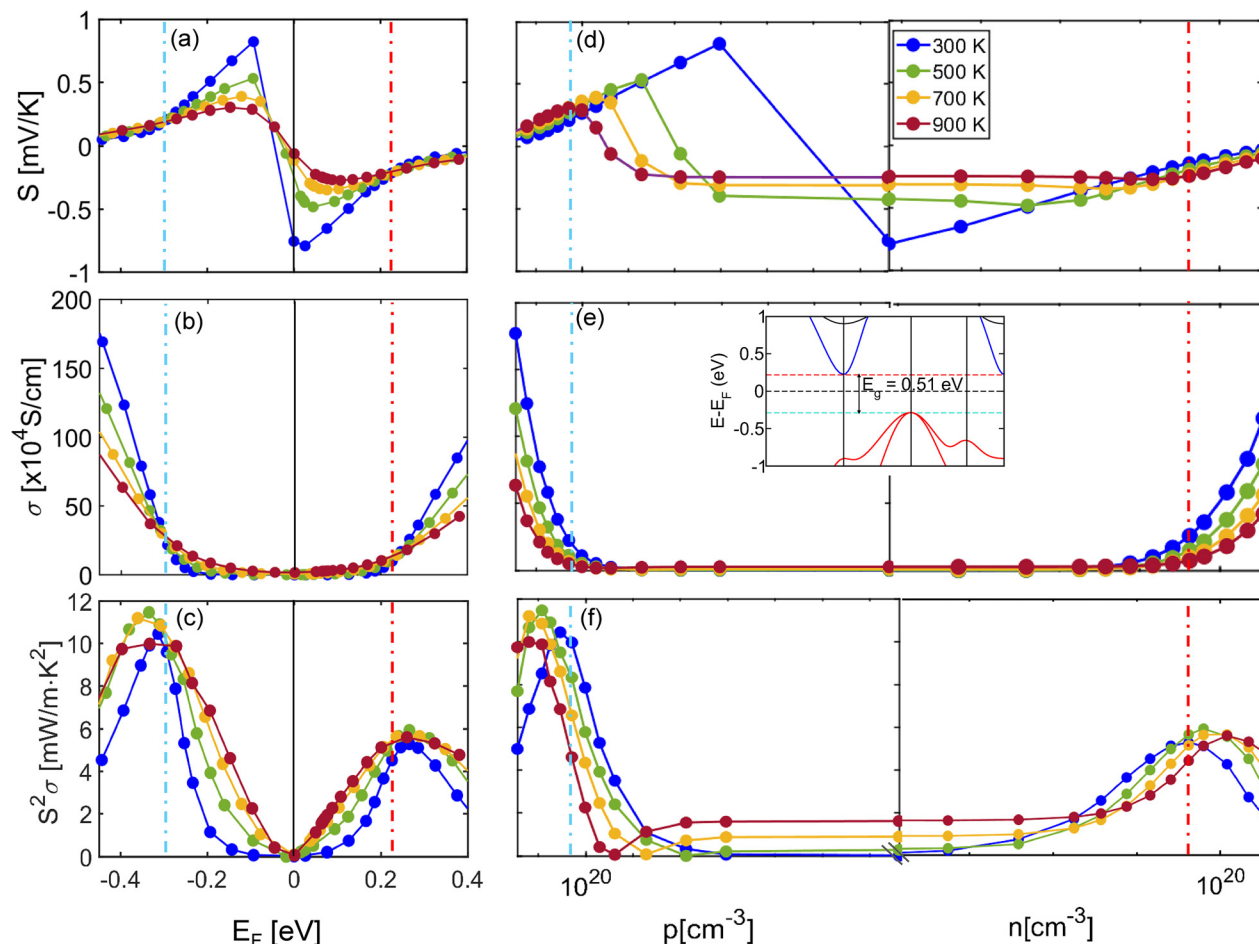 (a)
S [mV/K]
1
0.5
0
-0.5
-1
(d)
300 K
500 K
700 K
900 K
(b)
σ [x10⁴S/cm]
200
150
100
50
0
(e)
E-E_F (eV)
1
0.5
0
-0.5
-1
E_g = 0.51 eV
(c)
S²σ [mW/m·K²]
12
10
8
6
4
2
0
(f)
-0.4
-0.2
0
0.2
0.4
E_F [eV]
10²⁰
p[cm⁻³]
10²⁰
n[cm⁻³]